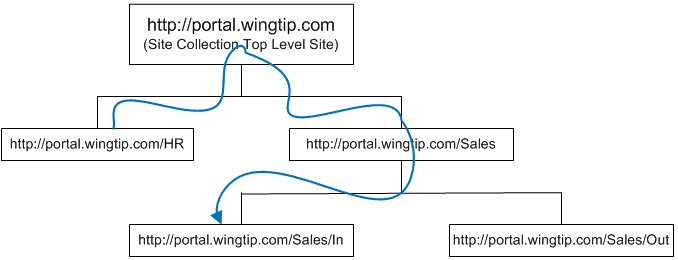 http://portal.wingtip.com
(Site Collection Top Level Site)
http://portal.wingtip.com/HR
http://portal.wingtip.com/Sales
http://portal.wingtip.com/Sales/In
http://portal.wingtip.com/Sales/Out